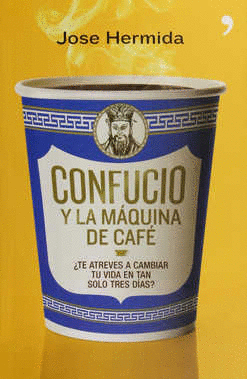 Jose Hermida
CONFUCIO
Y LA MÁQUINA
DE CAFÉ
¿TE ATREVES A CAMBIAR
TU VIDA EN TAN
SOLO TRES DÍAS?